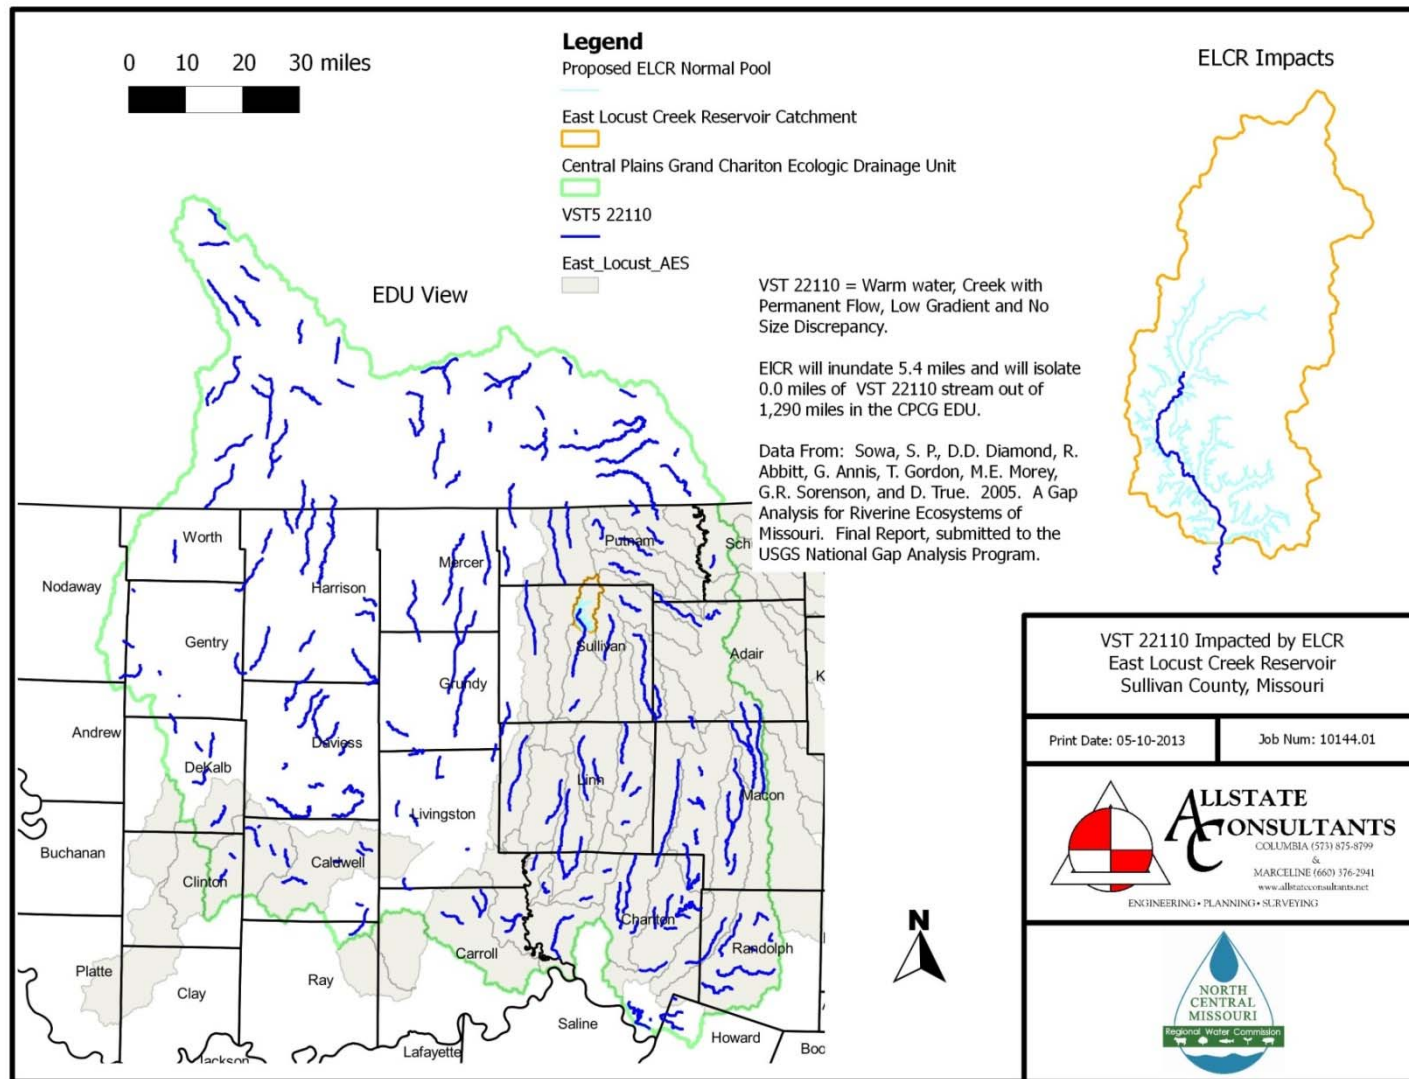 0 10 20 30 miles
Legend
Proposed ELCR Normal Pool
East Locust Creek Reservoir Catchment
Central Plains Grand Chariton Ecologic Drainage Unit
VST5 22110
East_Locust_AES
ELCR Impacts
EDU View
VST 22110 = Warm water, Creek with
Permanent Flow, Low Gradient and No
Size Discrepancy.
ElCR will inundate 5.4 miles and will isolate
0.0 miles of VST 22110 stream out of
1,290 miles in the CPCG EDU.
Data From: Sowa, S. P., D.D. Diamond, R.
Abbitt, G. Annis, T. Gordon, M.E. Morey,
G.R. Sorenson, and D. True. 2005. A Gap
Analysis for Riverine Ecosystems of
Missouri. Final Report, submitted to the
USGS National Gap Analysis Program.
Worth
Putnam
Sch
Nodaway
Harrison
Mercer
Gentry
Sullivan
Adair
K
Grundy
Andrew
Daviess
DeKalb
Linn
Macon
Livingston
Buchanan
Caldwell
Clinton
Chariton
Randolph
Carroll
Platte
Ray
Clay
Saline
Howard
Boo
Lafayette
Jackson
N
VST 22110 Impacted by ELCR
East Locust Creek Reservoir
Sullivan County, Missouri
Print Date: 05-10-2013
Job Num: 10144.01
ALLSTATE
CONSULTANTS
COLUMBIA (573) 875-8799
&
MARCELINE (660) 376-2941
www.allstateconsultants.net
ENGINEERING • PLANNING • SURVEYING
NORTH
CENTRAL
MISSOURI
Regional Water Commission